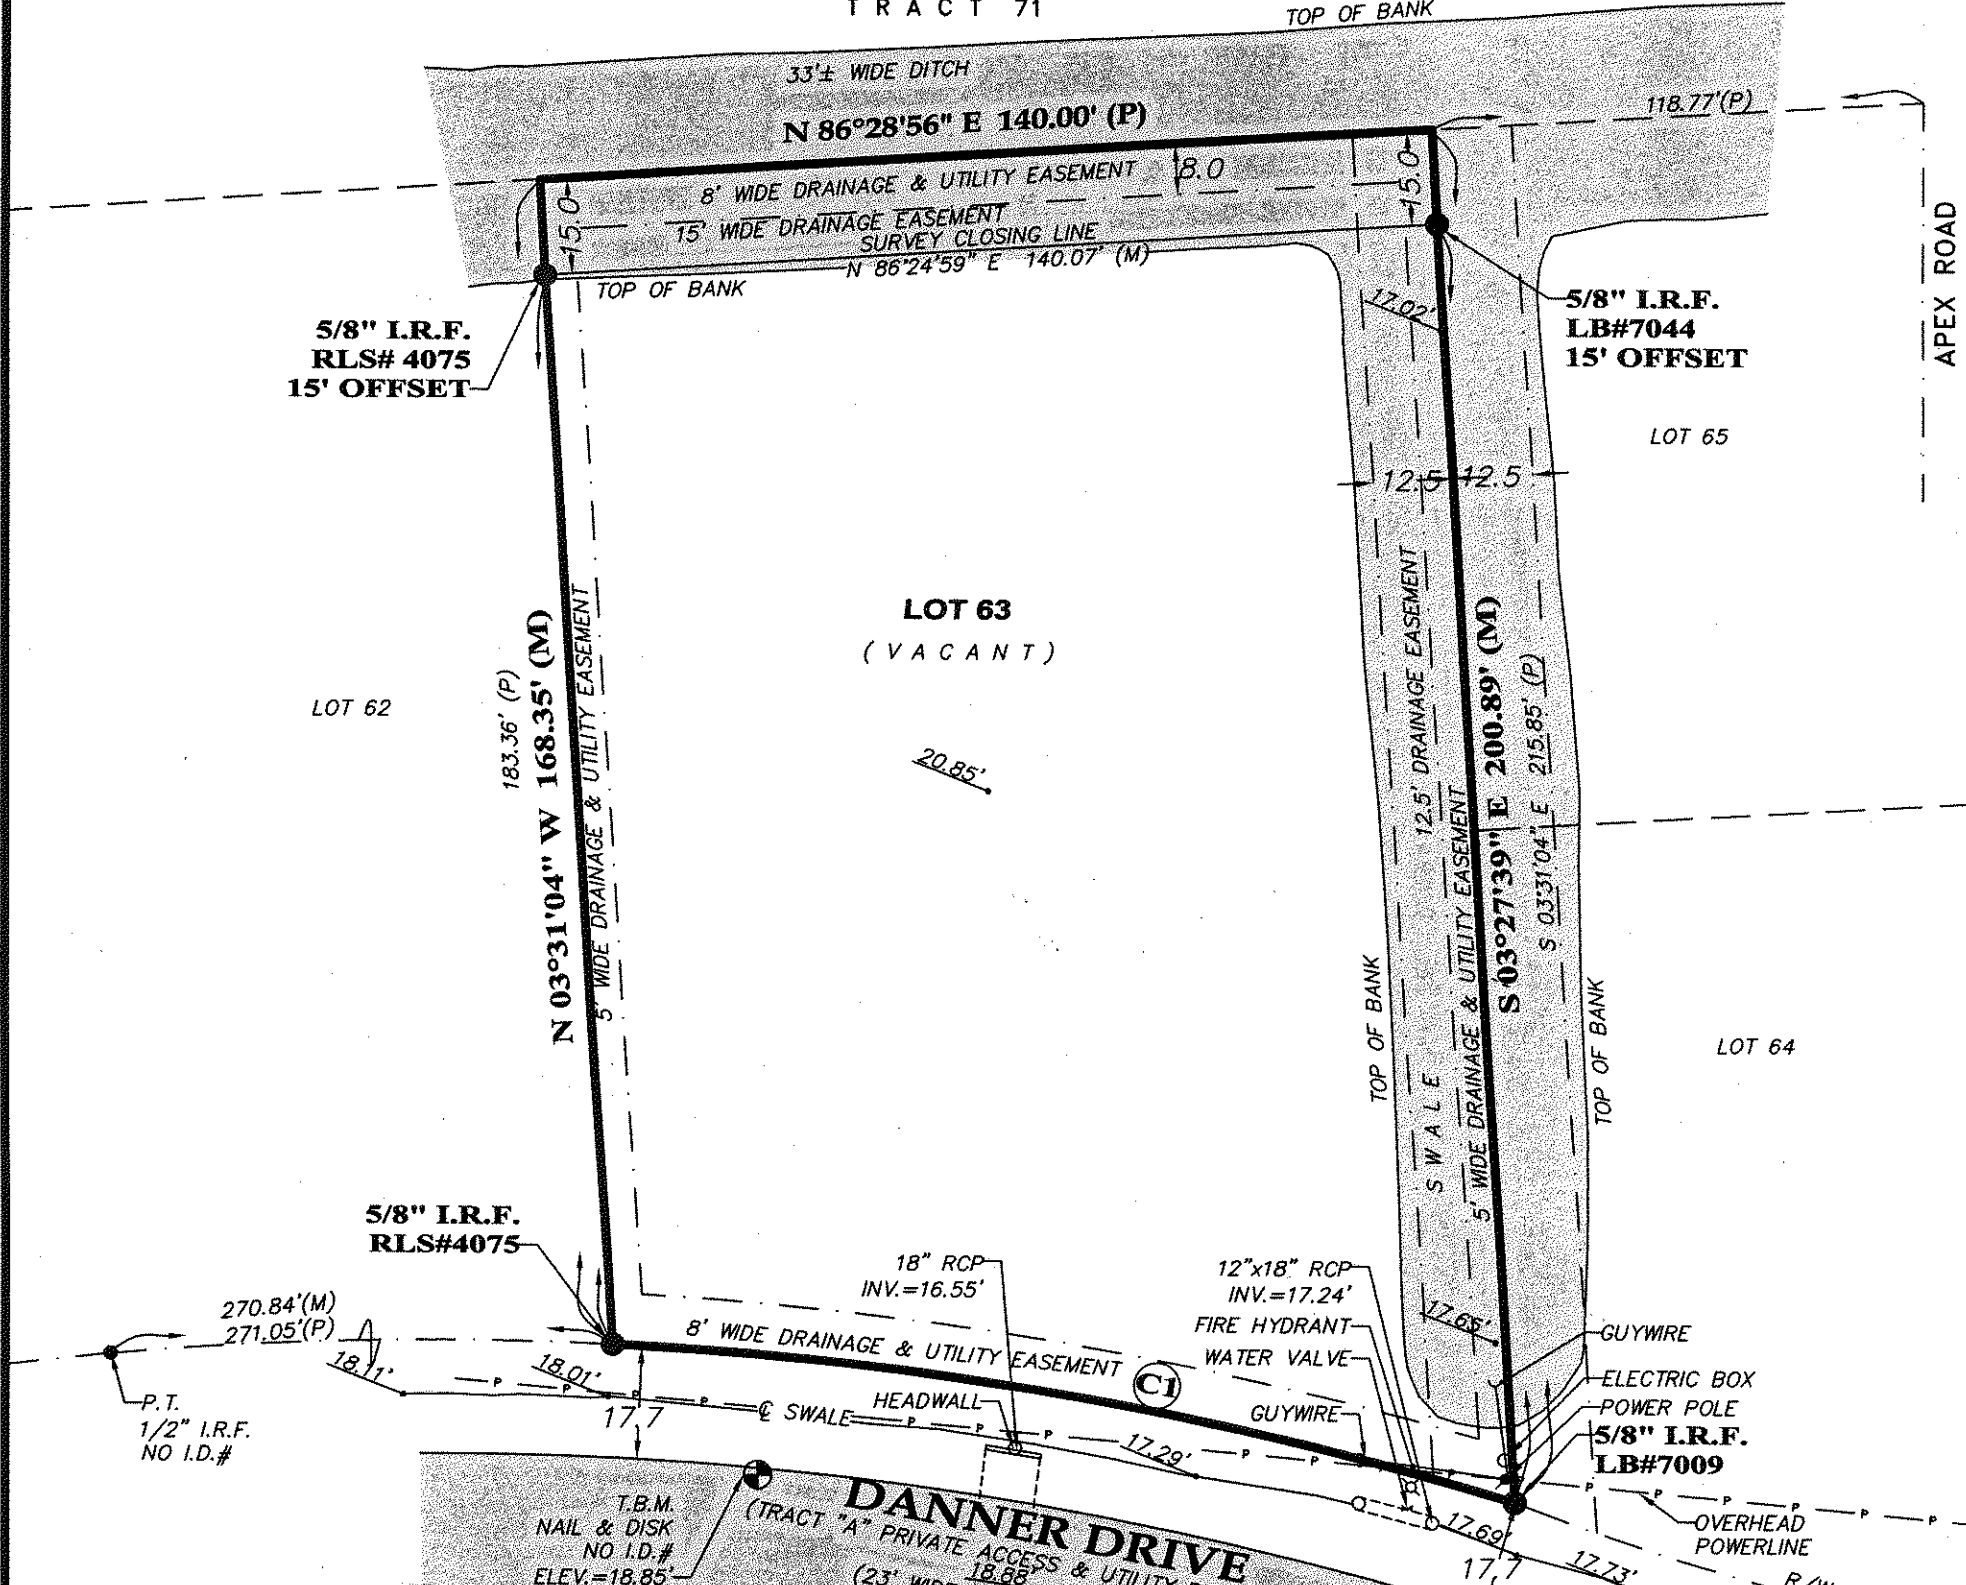 TRACT 71
TOP OF BANK
33'± WIDE DITCH
N 86°28'56" E 140.00' (P)
118.77'(P)
8' WIDE DRAINAGE & UTILITY EASEMENT
8.0
15.0
15.0
15' WIDE DRAINAGE EASEMENT
SURVEY CLOSING LINE
N 86°24'59" E 140.07' (M)
TOP OF BANK
APEX ROAD
5/8" I.R.F.
RLS# 4075
15' OFFSET
17.02'
5/8" I.R.F.
LB#7044
15' OFFSET
LOT 65
12.5
12.5
LOT 63
(VACANT)
LOT 62
183.36' (P)
N 03°31'04" W 168.35' (M)
5' WIDE DRAINAGE & UTILITY EASEMENT
20.85'
12.5' DRAINAGE EASEMENT
5' WIDE DRAINAGE & UTILITY EASEMENT
S 03°27'39" E 200.89' (M)
S 03°31'04" E 215.85' (P)
TOP OF BANK
SWALE
TOP OF BANK
LOT 64
5/8" I.R.F.
RLS#4075
270.84'(M)
271.05'(P)
18.11'
18.01'
P.T.
1/2" I.R.F.
NO I.D.#
17.7
8' WIDE DRAINAGE & UTILITY EASEMENT
C1
18" RCP
INV.=16.55'
12"x18" RCP
INV.=17.24'
FIRE HYDRANT
WATER VALVE
GUYWIRE
HEADWALL
℄ SWALE
17.29'
17.65'
GUYWIRE
ELECTRIC BOX
POWER POLE
5/8" I.R.F.
LB#7009
OVERHEAD
POWERLINE
17.69'
17.7
17.73'
T.B.M.
NAIL & DISK
NO I.D.#
ELEV.=18.85'
DANNER DRIVE
(TRACT "A" PRIVATE ACCESS & UTILITY
18.88'
(23' WIDE